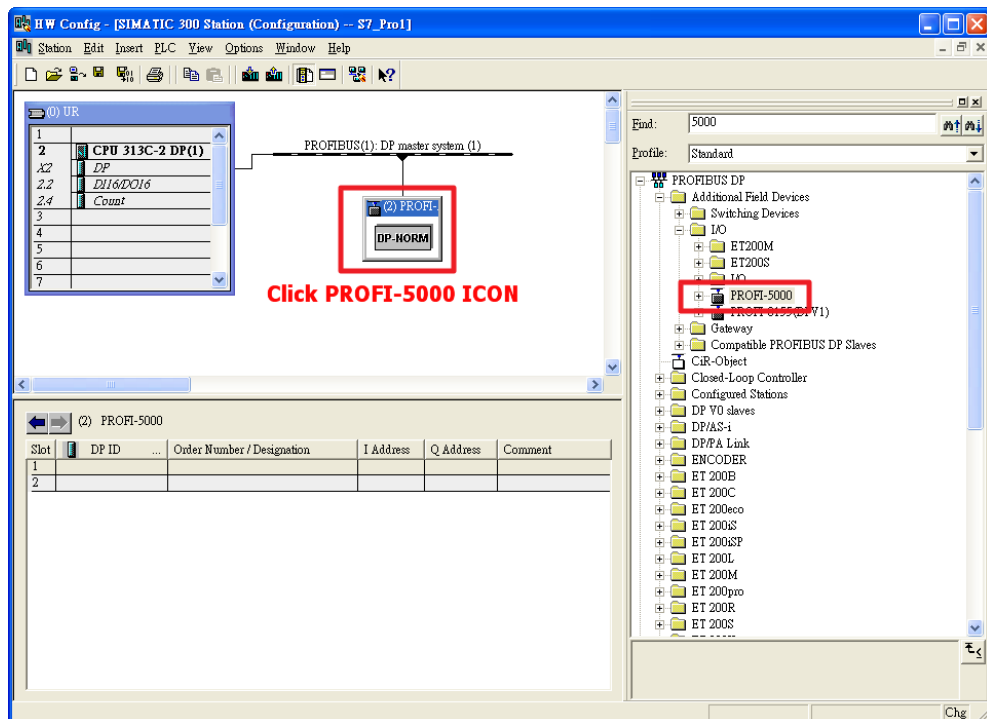 HW Config - [SIMATIC 300 Station (Configuration) -- S7_Pro1]
Station Edit Insert PLC View Options Window Help
(0) UR
1
2 CPU 313C-2 DP(1)
X2 DP
2.2 DI16/DO16
2.4 Count
3
4
5
6
7
PROFIBUS(1): DP master system (1)
(2) PROFI-
DP-NORM
Click PROFI-5000 ICON
(2) PROFI-5000
Slot DP ID ... Order Number / Designation I Address Q Address Comment
1
2
Find: 5000
Profile: Standard
PROFIBUS DP
Additional Field Devices
Switching Devices
I/O
ET200M
ET200S
I/O
PROFI-5000
PROFI-8155(DPV1)
Gateway
Compatible PROFIBUS DP Slaves
CiR-Object
Closed-Loop Controller
Configured Stations
DP V0 slaves
DP/AS-i
DP/PA Link
ENCODER
ET 200B
ET 200C
ET 200eco
ET 200iS
ET 200iSP
ET 200L
ET 200M
ET 200pro
ET 200R
ET 200S
Chg